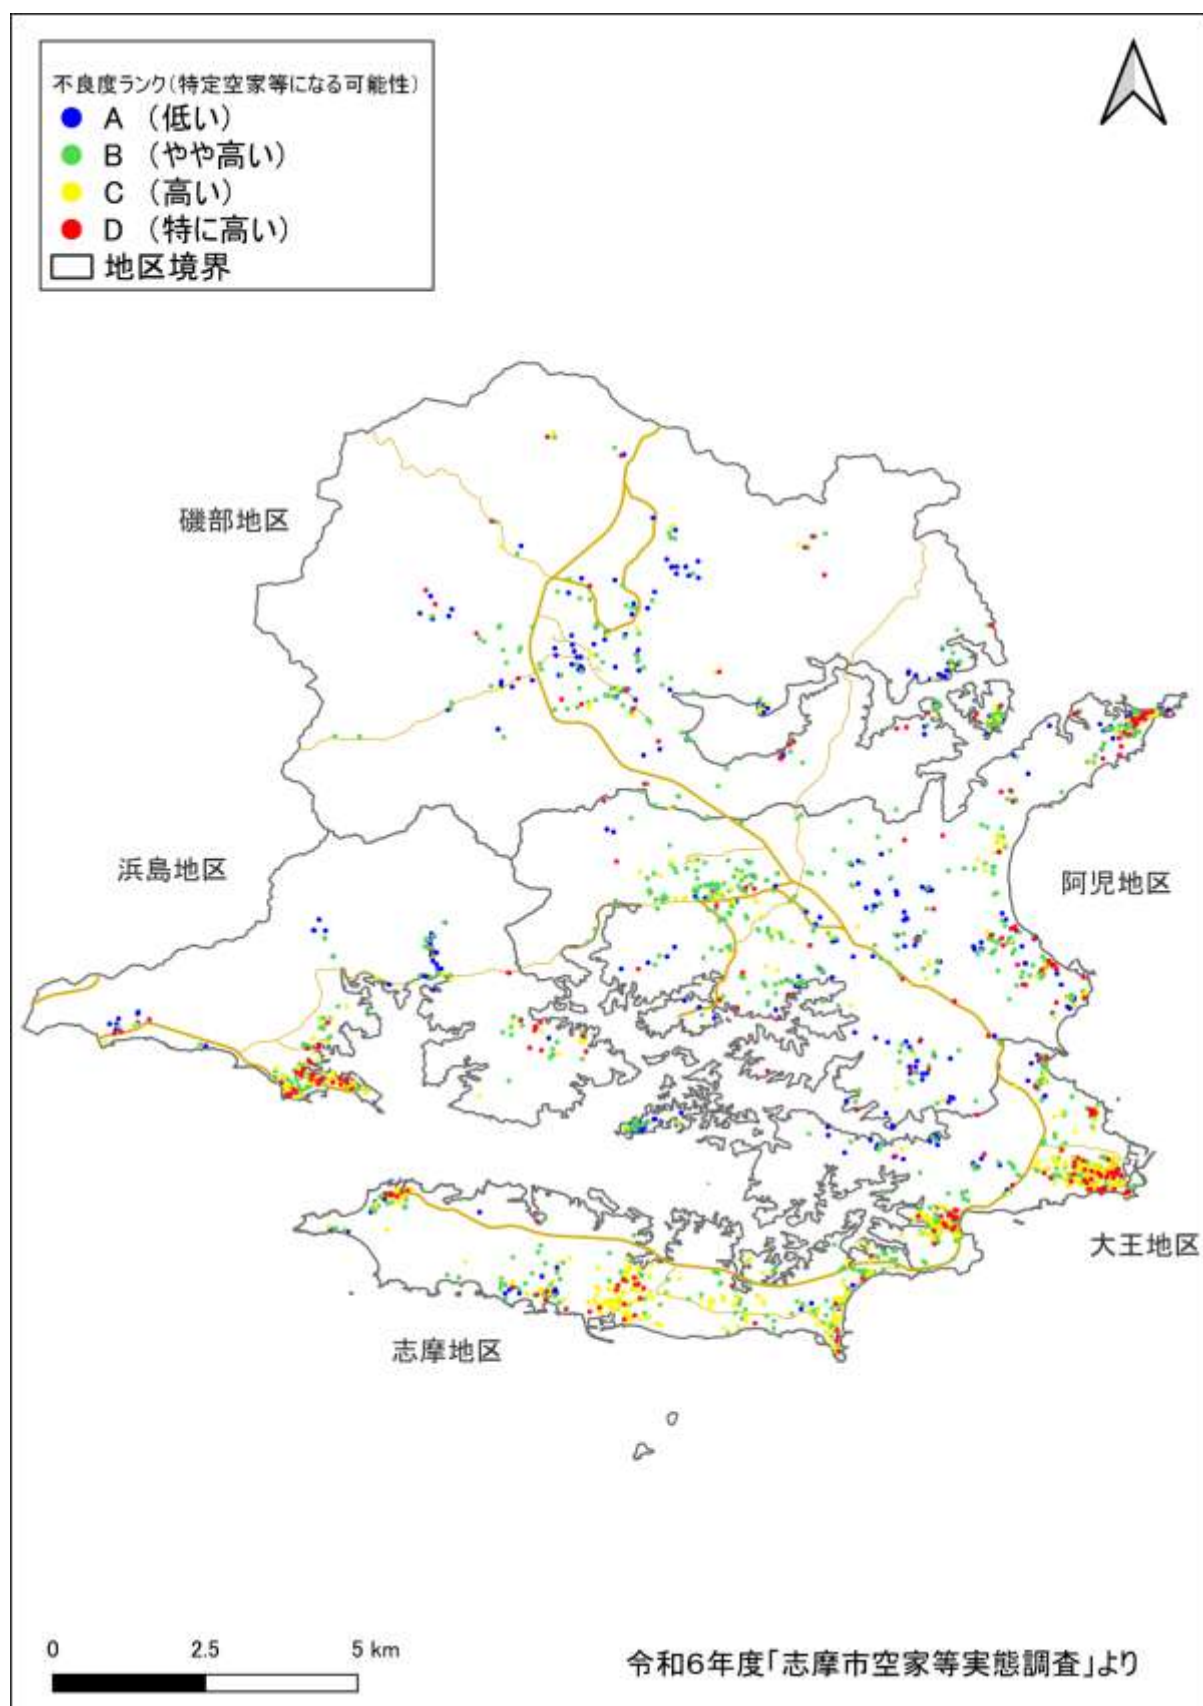 不良度ランク(特定空家等になる可能性)
A (低い)
B (やや高い)
C (高い)
D (特に高い)
地区境界
磯部地区
浜島地区
阿児地区
大王地区
志摩地区
0 2.5 5 km
令和6年度「志摩市空家等実態調査」より